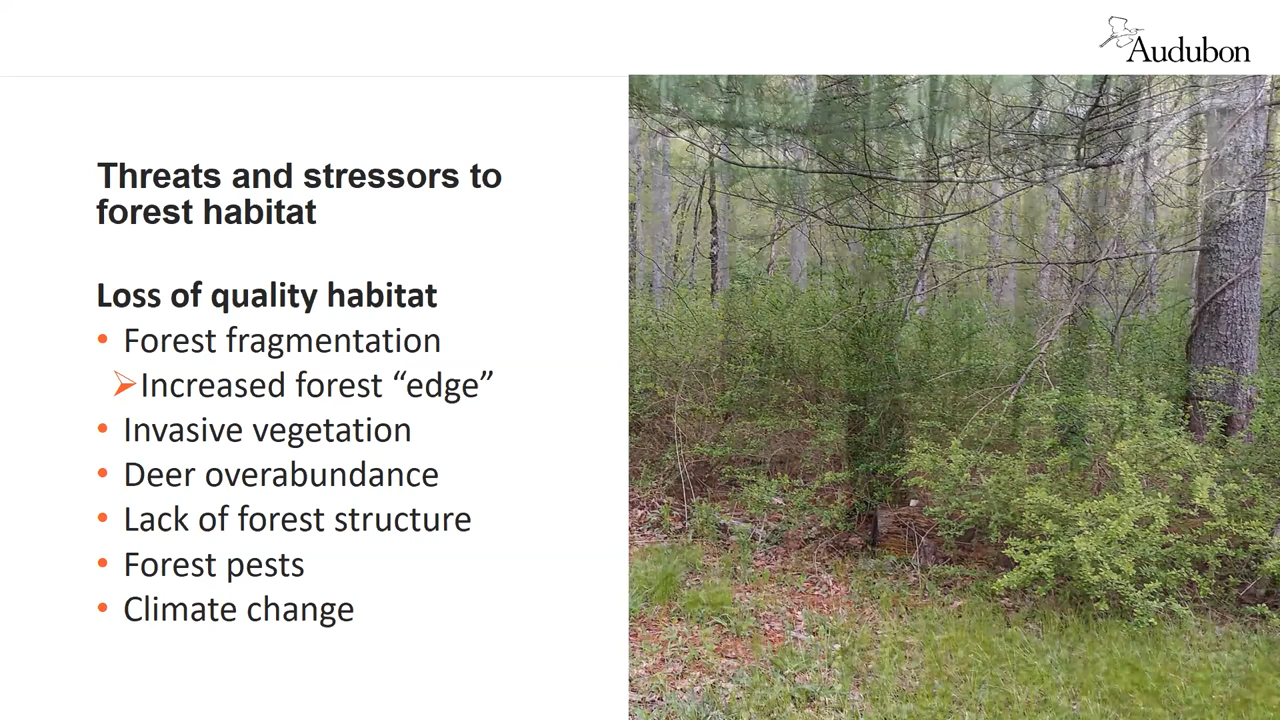 Audubon
Threats and stressors to
forest habitat
Loss of quality habitat
• Forest fragmentation
➢Increased forest “edge”
• Invasive vegetation
• Deer overabundance
• Lack of forest structure
• Forest pests
• Climate change